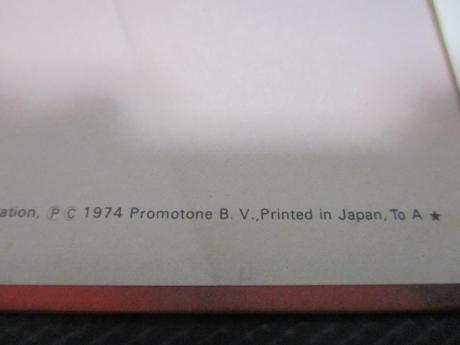 ation, Ⓟ Ⓒ 1974 Promotone B. V.,Printed in Japan, To A ★